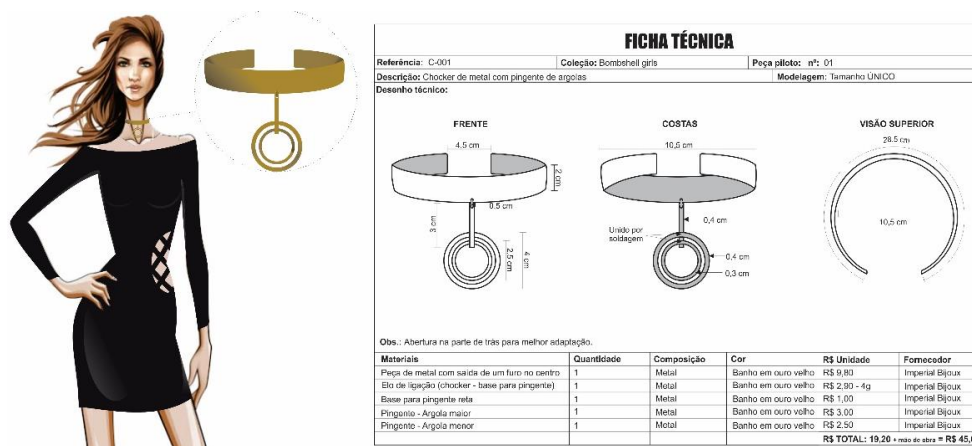 FICHA TÉCNICA
Referência: C-001 Coleção: Bombshell girls Peça piloto: nº: 01
Descrição: Chocker de metal com pingente de argolas Modelagem: Tamanho ÚNICO
Desenho técnico:
FRENTE COSTAS VISÃO SUPERIOR
4,5 cm 10,5 cm 28,5 cm
2 cm
0,5 cm
3 cm
2,5 cm
4 cm
0,4 cm
Unido por
soldagem
0,4 cm
0,3 cm
10,5 cm
Obs.: Abertura na parte de trás para melhor adaptação.
Materiais Quantidade Composição Cor R$ Unidade Fornecedor
Peça de metal com saída de um furo no centro 1 Metal Banho em ouro velho R$ 9,80 Imperial Bijoux
Elo de ligação (chocker - base para pingente) 1 Metal Banho em ouro velho R$ 2,90 - 4g Imperial Bijoux
Base para pingente reta 1 Metal Banho em ouro velho R$ 1,00 Imperial Bijoux
Pingente - Argola maior 1 Metal Banho em ouro velho R$ 3,00 Imperial Bijoux
Pingente - Argola menor 1 Metal Banho em ouro velho R$ 2,50 Imperial Bijoux
R$ TOTAL: 19,20 + mão de obra = R$